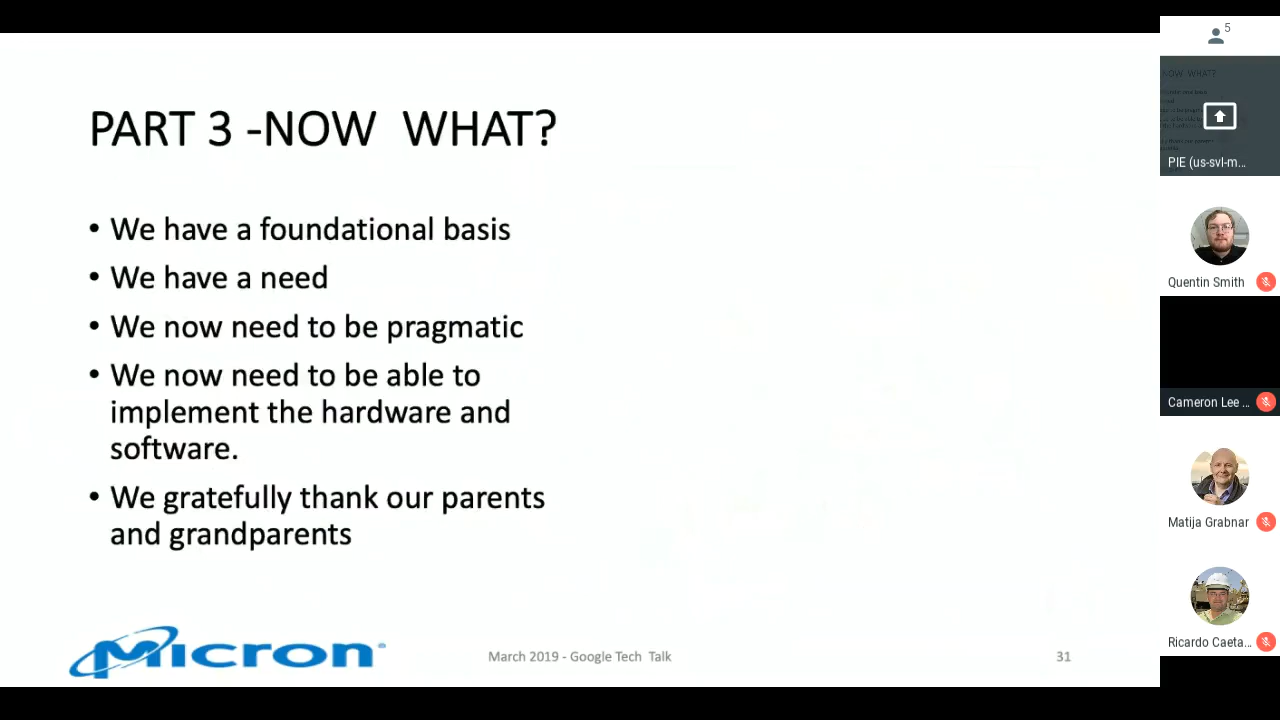 PART 3 -NOW  WHAT?
• We have a foundational basis
• We have a need
• We now need to be pragmatic
• We now need to be able to
implement the hardware and
software.
• We gratefully thank our parents
and grandparents
Micron®
March 2019 - Google Tech  Talk
31
5
NOW WHAT?
PIE (us-svl-m...
Quentin Smith
Cameron Lee ...
Matija Grabnar
Ricardo Caeta...